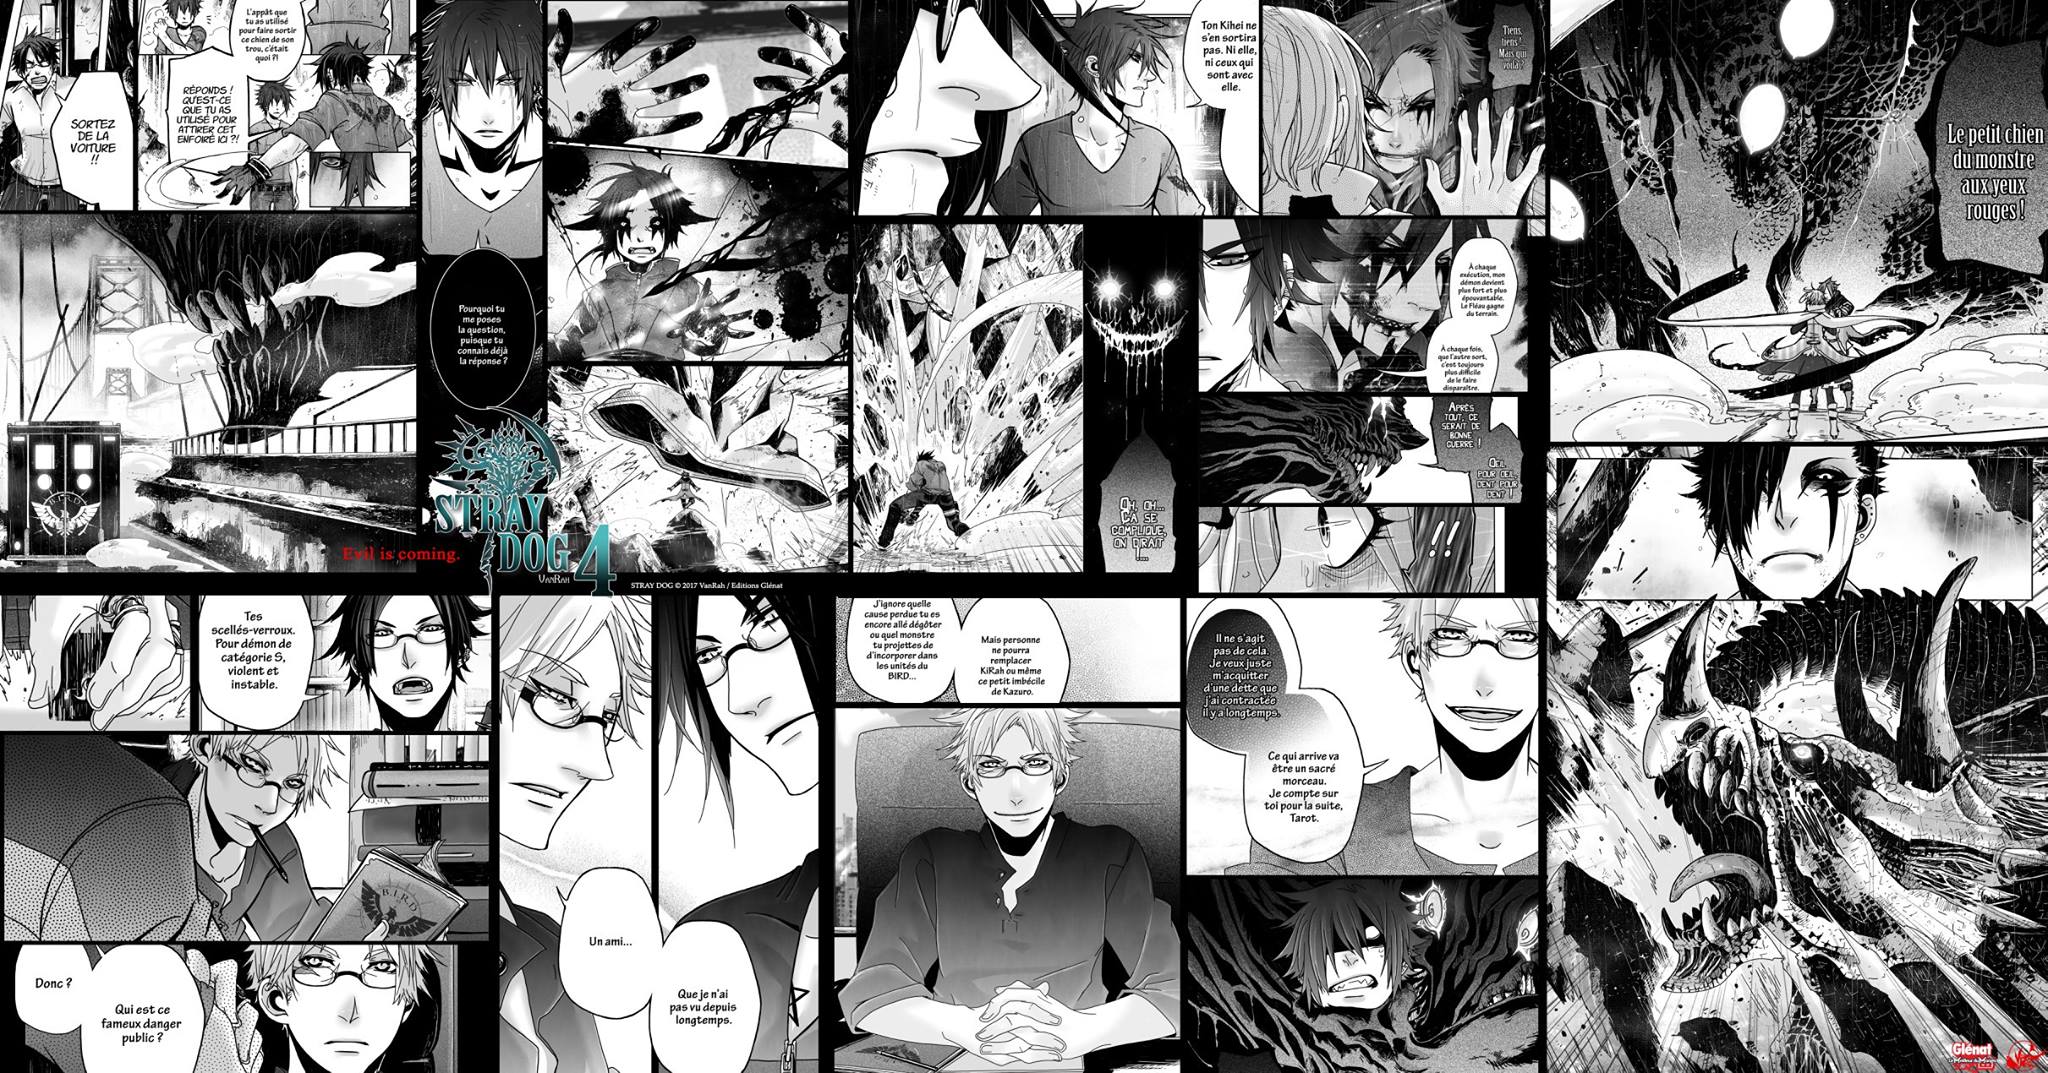 L'appât que
tu as utilisé
pour faire sortir
ce chien de son
trou, c'était
quoi ?!
RÉPONDS !
QU'EST-CE
QUE TU AS
UTILISÉ POUR
ATTIRER CET
ENFOIRÉ ICI ?!
SORTEZ
DE LA
VOITURE
!!
Pourquoi tu
me poses
la question,
puisque tu
connais déjà
la réponse ?
B.I.R.D
Evil is coming.
STRAY
DOG 4
VANRAH
STRAY DOG © 2017 VanRah / Editions Glénat
Ton Kihei ne
s'en sortira
pas. Ni elle,
ni ceux qui
sont avec
elle.
Tiens,
tiens !
Mais qui
voilà ?
À chaque
exécution, mon
démon devient
plus fort et plus
épouvantable.
Le Fléau gagne
du terrain.
À chaque fois,
que l'autre sort,
c'est toujours
plus difficile
de le faire
disparaître.
Oh, oh...
Ça se
complique,
on dirait
!...
Après
tout, ce
serait de
bonne
guerre !
Oeil
pour oeil,
dent pour
dent !
!!
Le petit chien
du monstre
aux yeux
rouges !
Tes
scellés-verroux.
Pour démon de
catégorie S,
violent et
instable.
B.I.R.D
Donc ?
Qui est ce
fameux danger
public ?
Un ami...
Que je n'ai
pas vu depuis
longtemps.
J'ignore quelle
cause perdue tu es
encore allé dégôter
ou quel monstre
tu projettes de
d'incorporer dans
les unités du
BIRD...
Mais personne
ne pourra
remplacer
KiRah ou même
ce petit imbécile
de Kazuro.
Il ne s'agit
pas de cela.
Je veux juste
m'acquitter
d'une dette que
j'ai contractée
il y a longtemps.
Ce qui arrive va
être un sacré
morceau.
Je compte sur
toi pour la suite,
Tarot.
Glénat